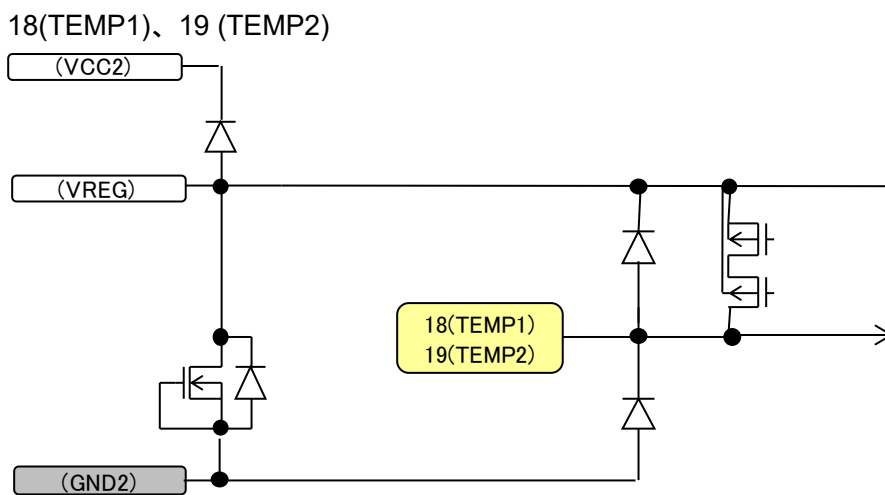 18(TEMP1)、19 (TEMP2)
(VCC2)
(VREG)
18(TEMP1)
19(TEMP2)
(GND2)